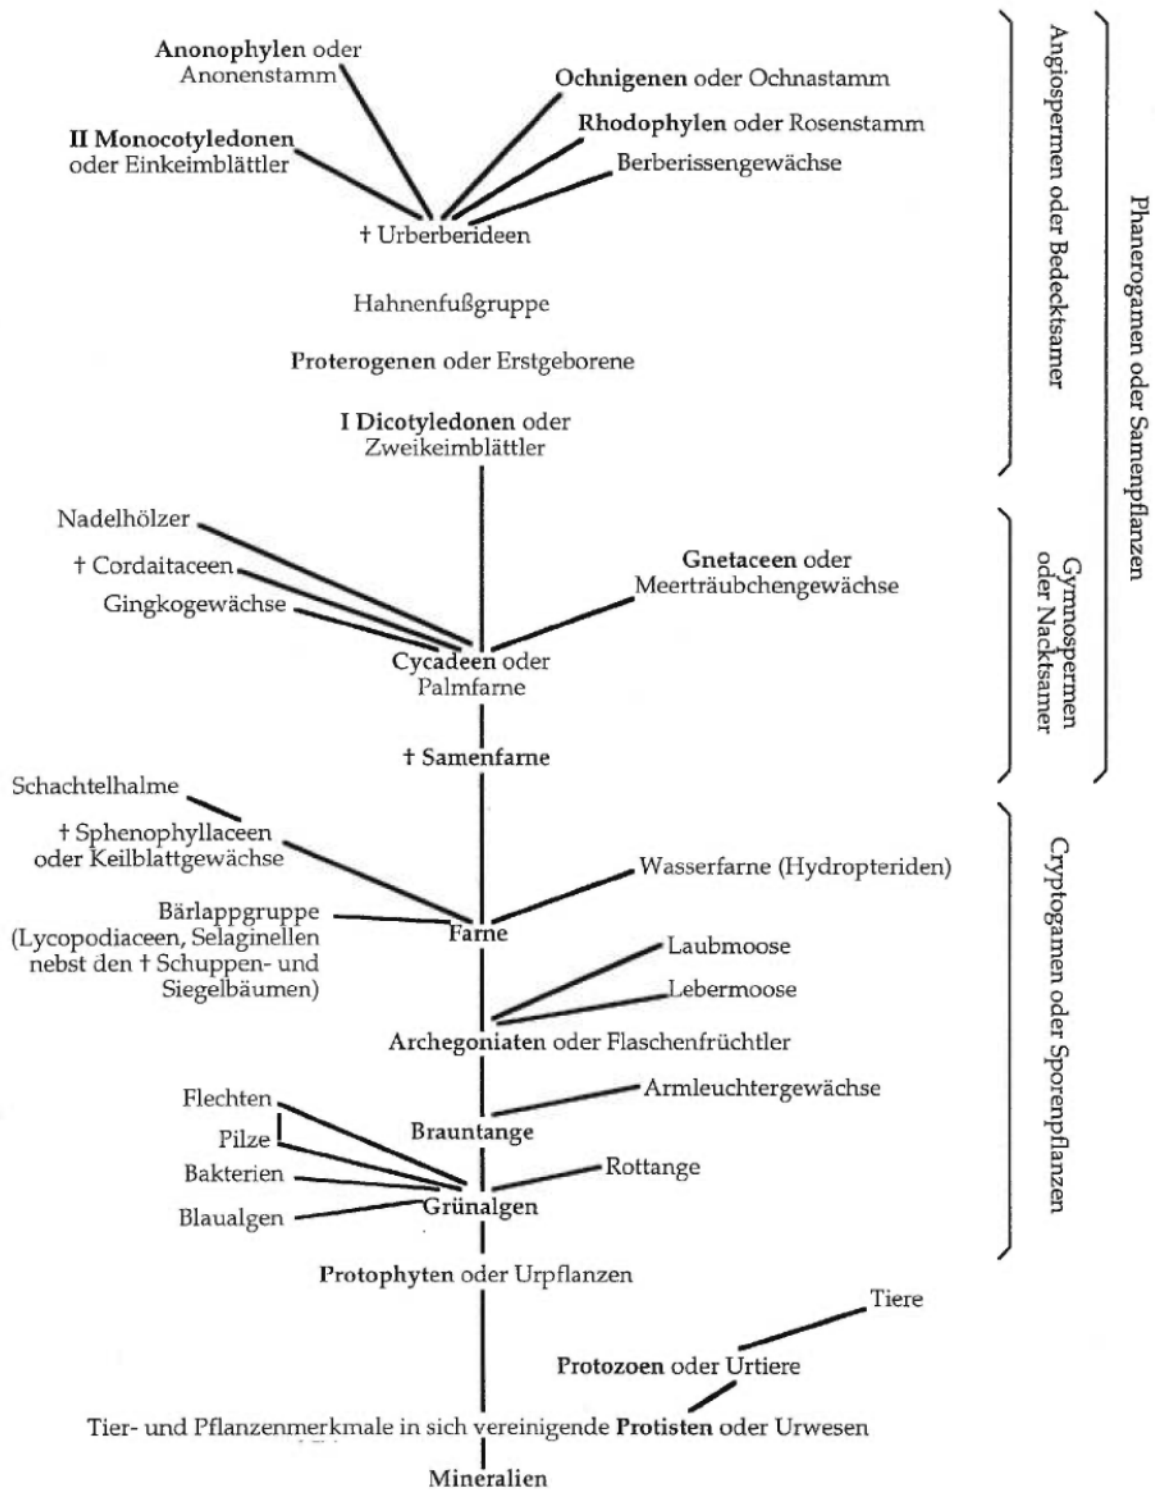 Anonophylen oder
Anonenstamm
Ochnigenen oder Ochnastamm
II Monocotyledonen
oder Einkeimblättler
Rhodophylen oder Rosenstamm
Berberissengewächse
† Urberberideen
Hahnenfußgruppe
Proterogenen oder Erstgeborene
I Dicotyledonen oder
Zweikeimblättler
Angiospermen oder Bedecktsamer
Phanerogamen oder Samenpflanzen
Nadelhölzer
† Cordaitaceen
Gingkogewächse
Gnetaceen oder
Meerträubchengewächse
Cycadeen oder
Palmfarne
† Samenfarne
Gymnospermen
oder Nacktsamer
Schachtelhalme
† Sphenophyllaceen
oder Keilblattgewächse
Wasserfarne (Hydropteriden)
Bärlappgruppe
(Lycopodiaceen, Selaginellen
nebst den † Schuppen- und
Siegelbäumen)
Farne
Laubmoose
Lebermoose
Archegoniaten oder Flaschenfrüchtler
Armleuchtergewächse
Flechten
Pilze
Brauntange
Bakterien
Rottange
Blaualgen
Grünalgen
Cryptogamen oder Sporenpflanzen
Protophyten oder Urpflanzen
Tiere
Protozoen oder Urtiere
Tier- und Pflanzenmerkmale in sich vereinigende Protisten oder Urwesen
Mineralien